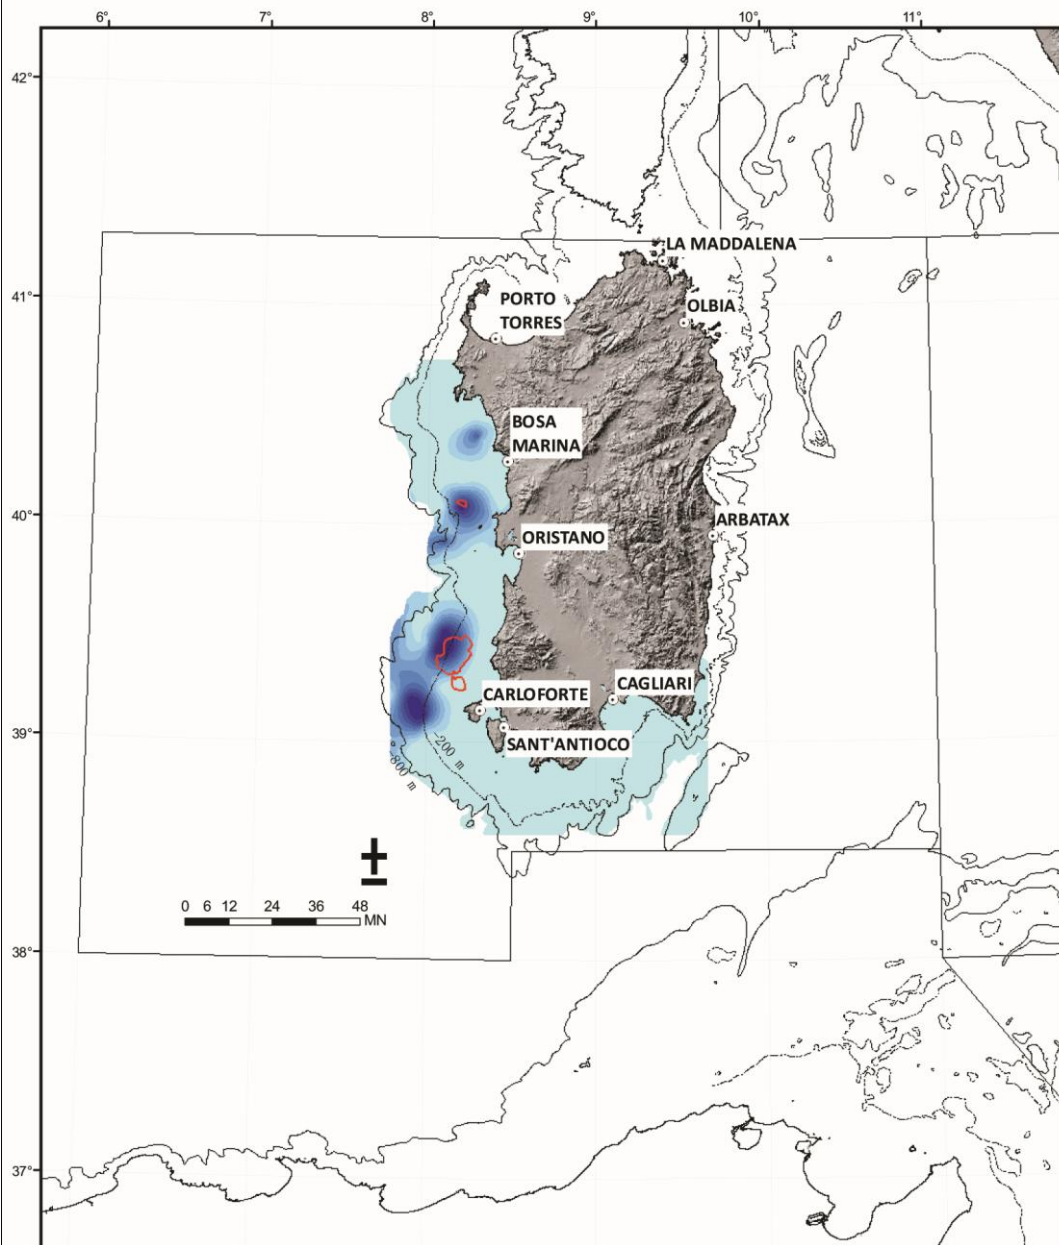 6° 7° 8° 9° 10° 11°
42°
LA MADDALENA
41°
PORTO
TORRES
OLBIA
BOSA
MARINA
40°
ARBATAX
ORISTANO
CAGLIARI
CARLOFORTE
39°
SANT'ANTIOCO
-200 m
-800 m
0 6 12 24 36 48
MN
38°
37°